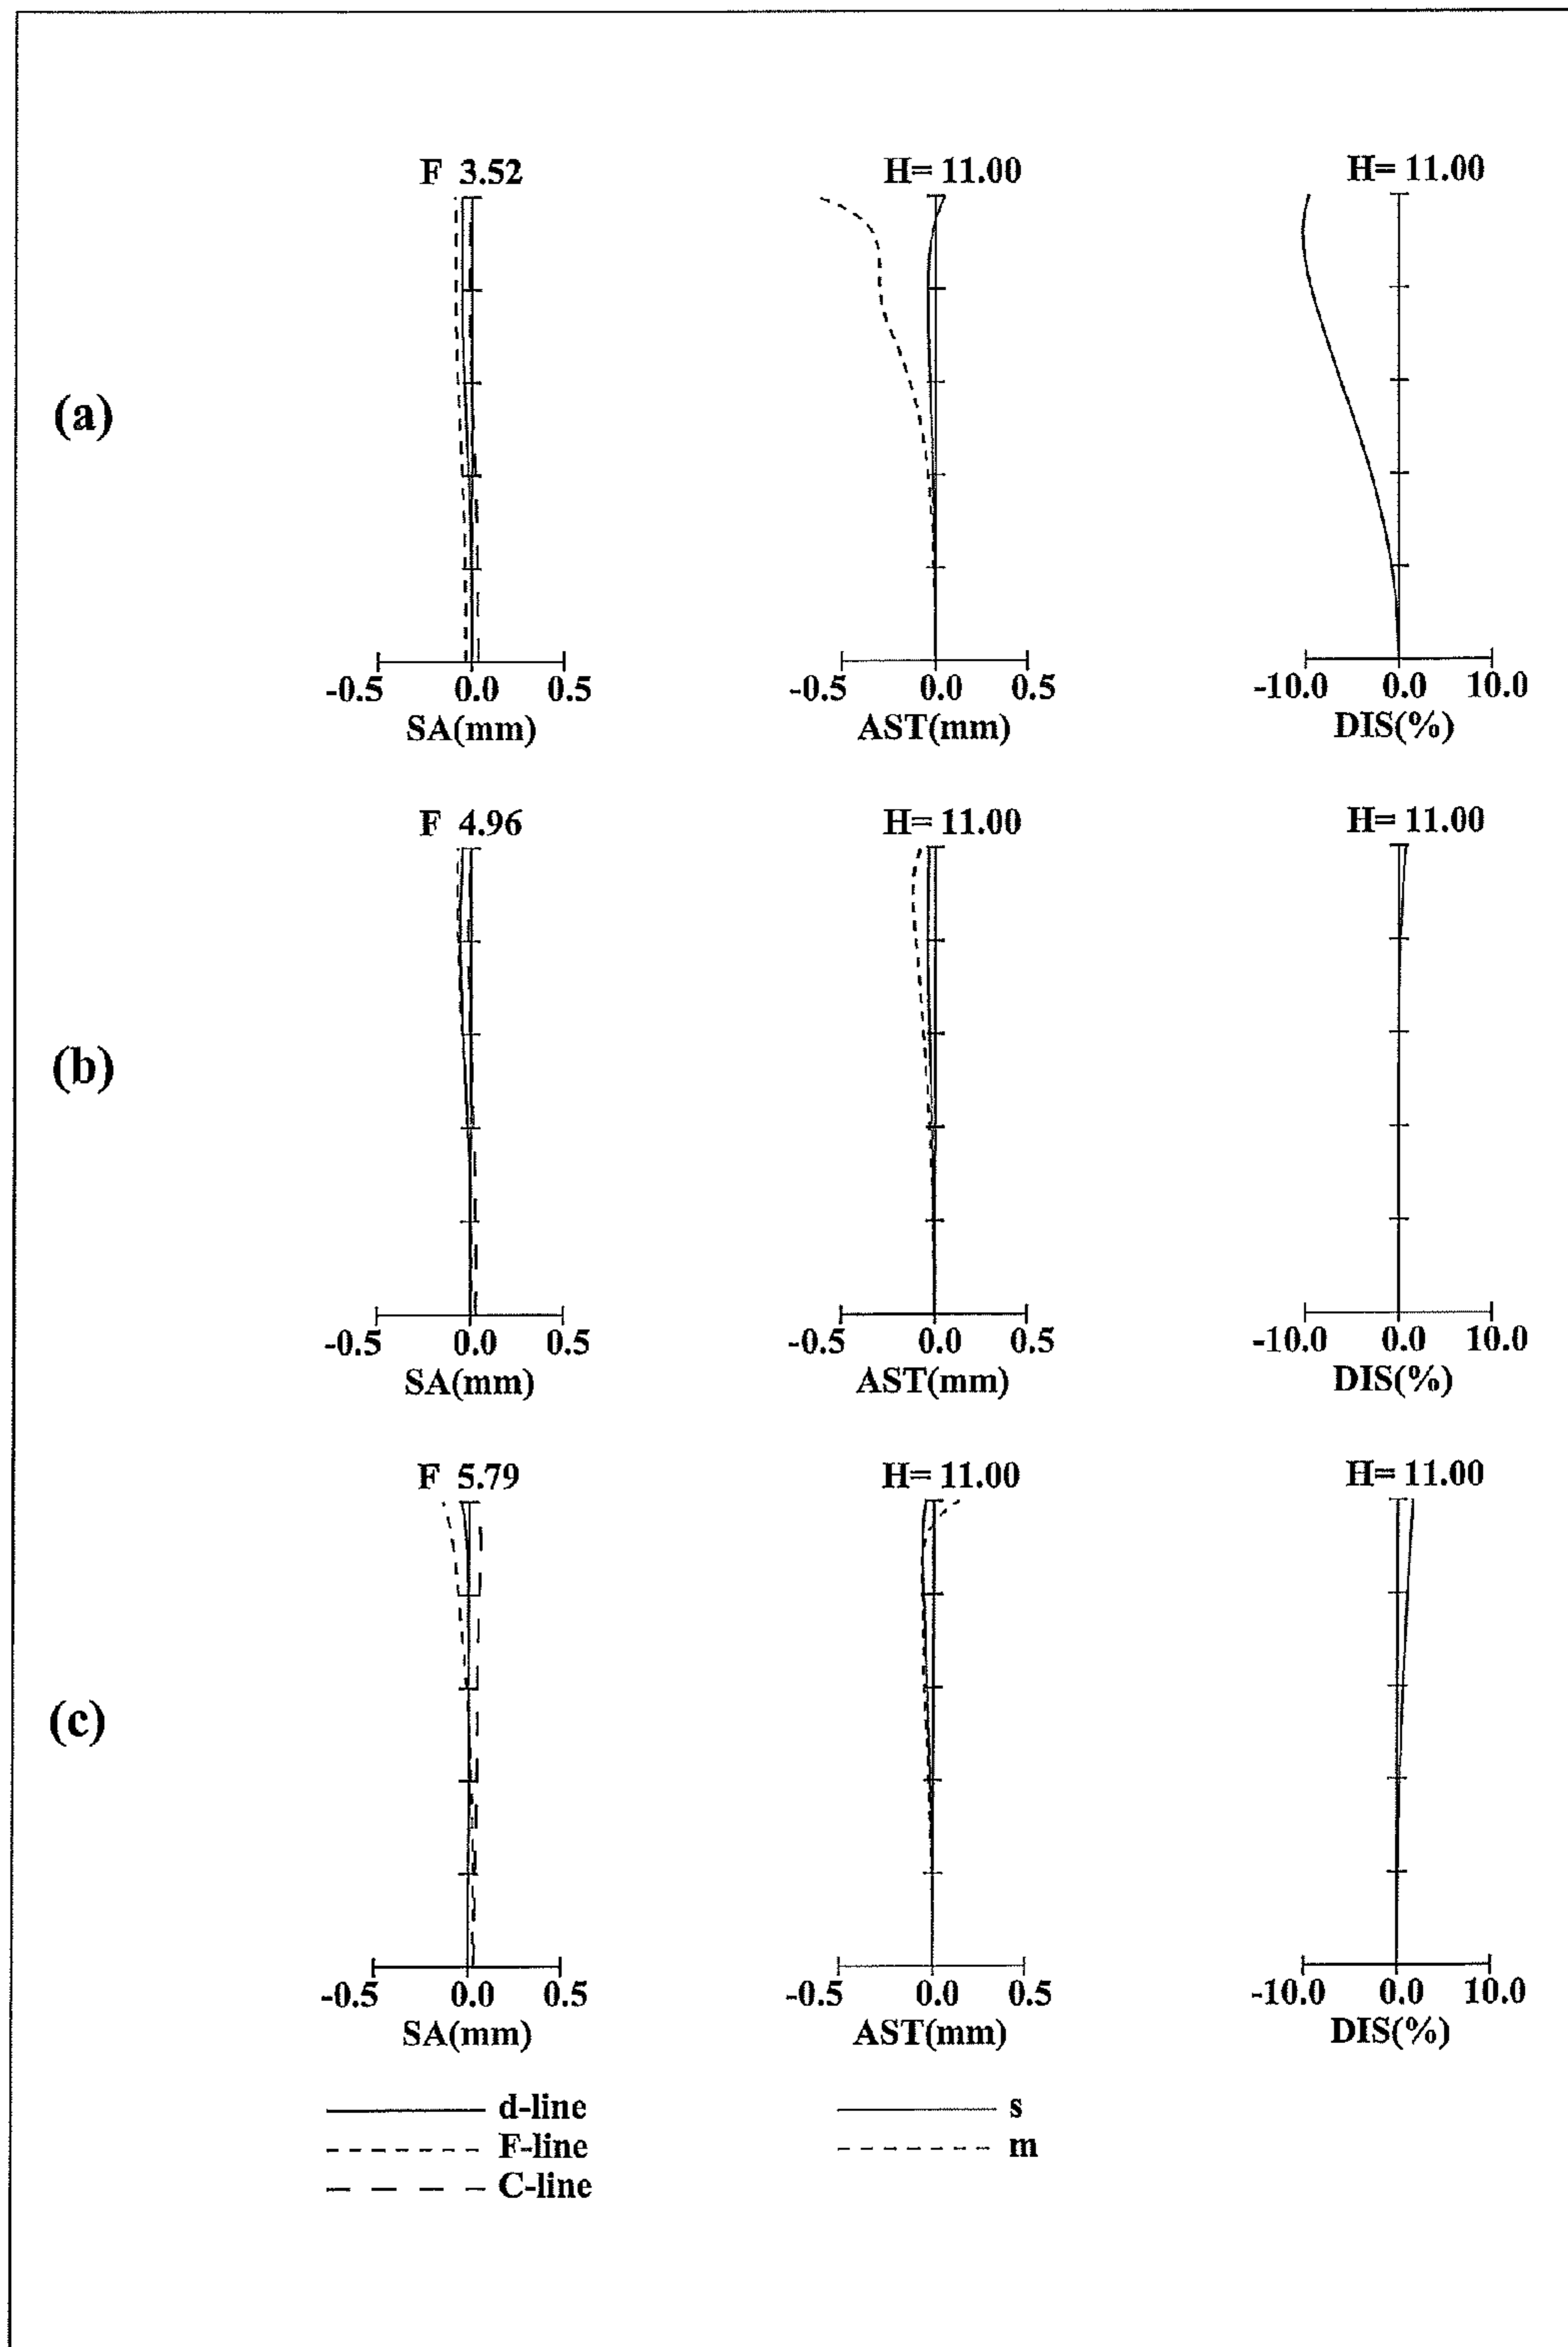 F 3.52 H= 11.00 H= 11.00
(a)
-0.5 0.0 0.5 -0.5 0.0 0.5 -10.0 0.0 10.0
SA(mm) AST(mm) DIS(%)
F 4.96 H= 11.00 H= 11.00
(b)
-0.5 0.0 0.5 -0.5 0.0 0.5 -10.0 0.0 10.0
SA(mm) AST(mm) DIS(%)
F 5.79 H= 11.00 H= 11.00
(c)
-0.5 0.0 0.5 -0.5 0.0 0.5 -10.0 0.0 10.0
SA(mm) AST(mm) DIS(%)
d-line s
F-line m
C-line